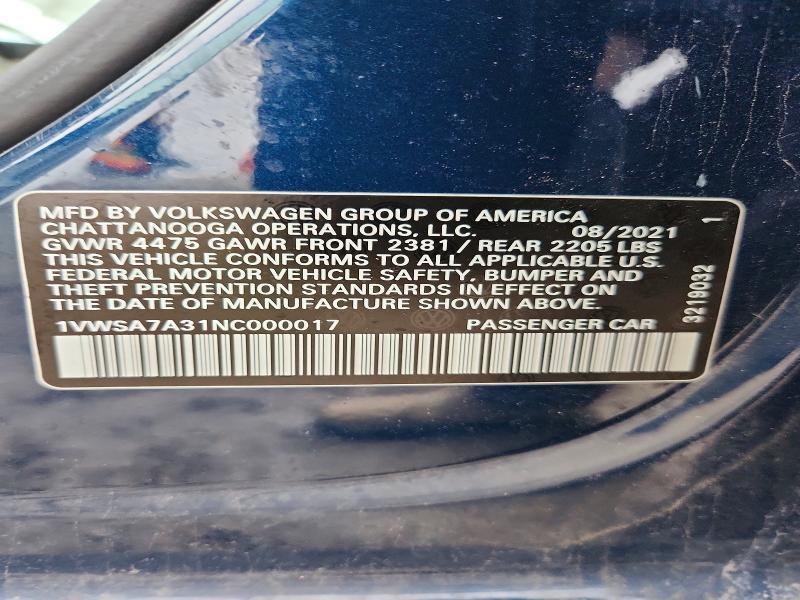 MFD BY VOLKSWAGEN GROUP OF AMERICA
CHATTANOOGA OPERATIONS, LLC. 08/2021
GVWR 4475 GAWR FRONT 2381 / REAR 2205 LBS
THIS VEHICLE CONFORMS TO ALL APPLICABLE U.S.
FEDERAL MOTOR VEHICLE SAFETY, BUMPER AND
THEFT PREVENTION STANDARDS IN EFFECT ON
THE DATE OF MANUFACTURE SHOWN ABOVE.
1VWSA7A31NC000017 PASSENGER CAR
3219032 1